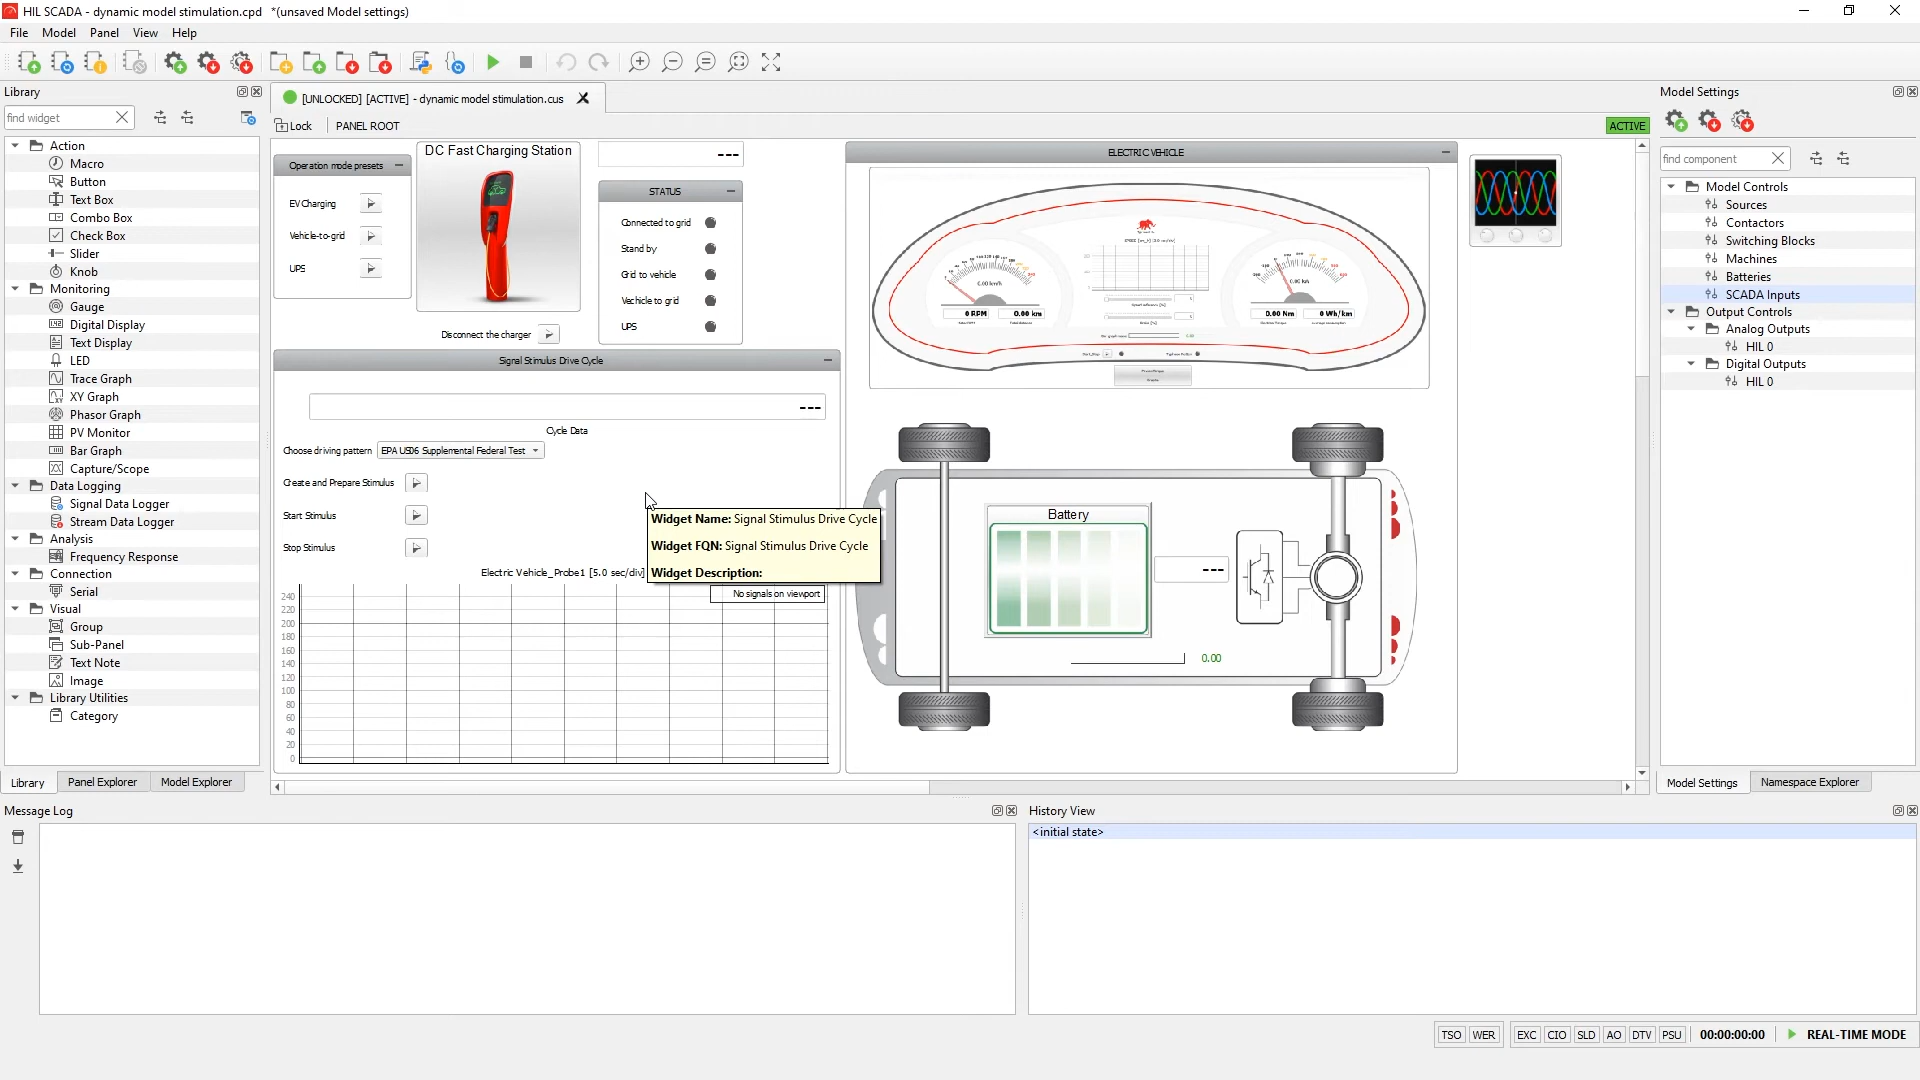 HIL SCADA - dynamic model stimulation.cpd   *(unsaved Model settings)
File Model Panel View Help
Library
find widget
Action
Macro
Button
Text Box
Combo Box
Check Box
Slider
Knob
Monitoring
Gauge
Digital Display
Text Display
LED
Trace Graph
XY Graph
Phasor Graph
PV Monitor
Bar Graph
Capture/Scope
Data Logging
Signal Data Logger
Stream Data Logger
Analysis
Frequency Response
Connection
Serial
Visual
Group
Sub-Panel
Text Note
Image
Library Utilities
Category
Library Panel Explorer Model Explorer
[UNLOCKED] [ACTIVE] - dynamic model stimulation.cus
Lock PANEL ROOT
ACTIVE
Operation mode presets
EV Charging
Vehicle-to-grid
UPS
DC Fast Charging Station
Disconnect the charger
---
STATUS
Connected to grid
Stand by
Grid to vehicle
Vechicle to grid
UPS
Signal Stimulus Drive Cycle
---
Cycle Data
Choose driving pattern EPA US06 Supplemental Federal Test
Create and Prepare Stimulus
Start Stimulus
Stop Stimulus
Widget Name: Signal Stimulus Drive Cycle
Widget FQN: Signal Stimulus Drive Cycle
Widget Description:
Electric Vehicle_Probe1 [5.0 sec/div]
No signals on viewport
240
220
200
180
160
140
120
100
80
60
40
20
0
ELECTRIC VEHICLE
0.00 km/h
0 RPM 0.00 km
0.00 kW
0.00 Nm 0 Wh/km
Battery
---
0.00
Model Settings
find component
Model Controls
Sources
Contactors
Switching Blocks
Machines
Batteries
SCADA Inputs
Output Controls
Analog Outputs
HIL 0
Digital Outputs
HIL 0
Model Settings Namespace Explorer
Message Log
History View
<initial state>
TSO WER EXC CIO SLD AO DTV PSU 00:00:00:00 REAL-TIME MODE